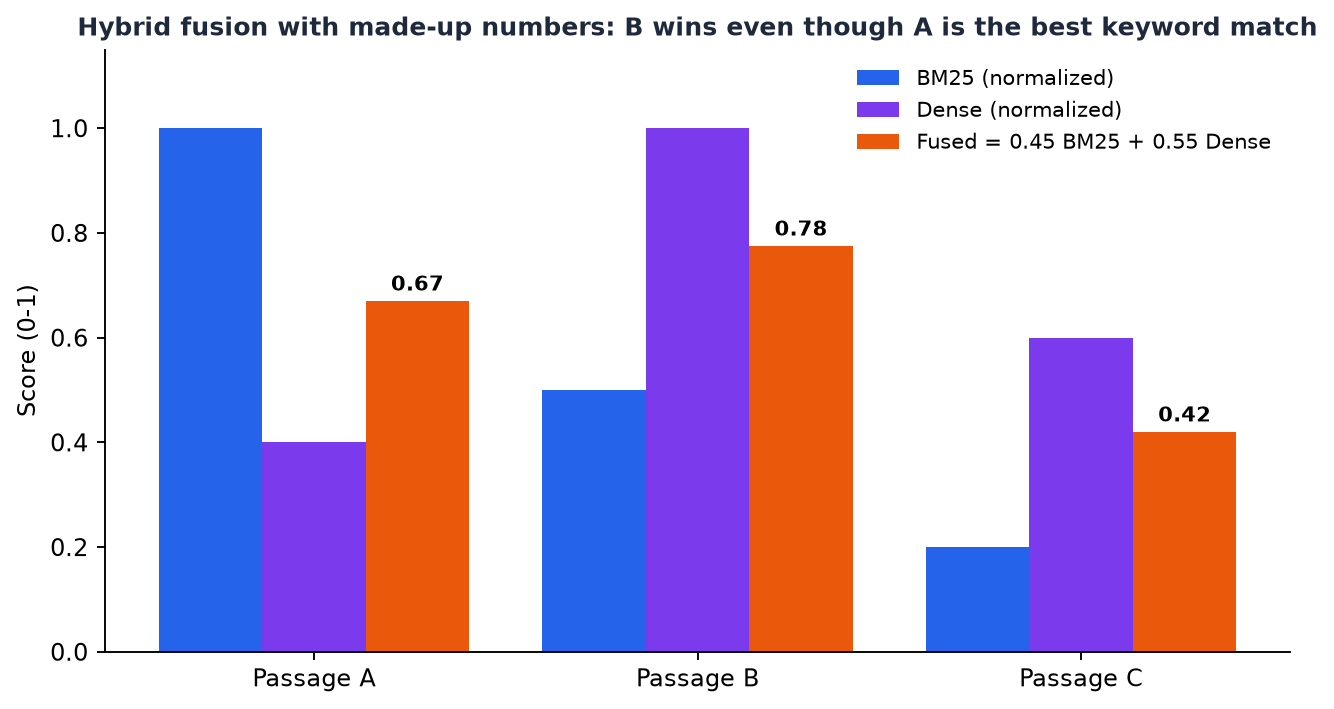 Hybrid fusion with made-up numbers: B wins even though A is the best keyword match
BM25 (normalized)
Dense (normalized)
Fused = 0.45 BM25 + 0.55 Dense
Score (0-1)
1.0
0.8
0.6
0.4
0.2
0.0
0.67
0.78
0.42
Passage A
Passage B
Passage C